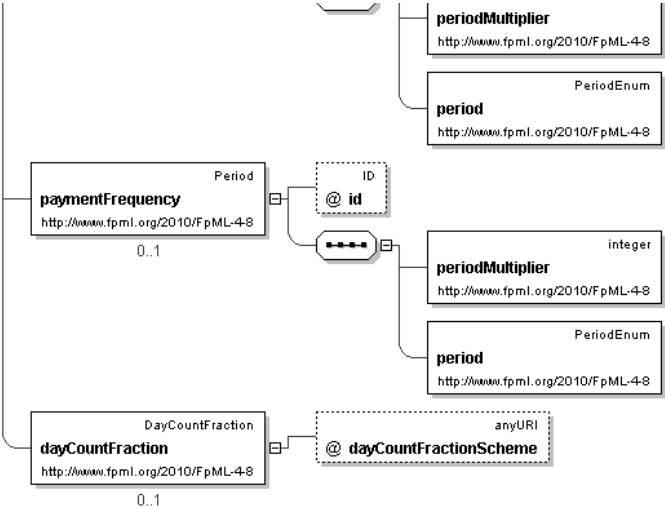 periodMultiplier
http://www.fpml.org/2010/FpML-4-8
PeriodEnum
period
http://www.fpml.org/2010/FpML-4-8
Period
paymentFrequency
http://www.fpml.org/2010/FpML-4-8
0..1
ID
@ id
integer
periodMultiplier
http://www.fpml.org/2010/FpML-4-8
PeriodEnum
period
http://www.fpml.org/2010/FpML-4-8
DayCountFraction
dayCountFraction
http://www.fpml.org/2010/FpML-4-8
0..1
anyURI
@ dayCountFractionScheme